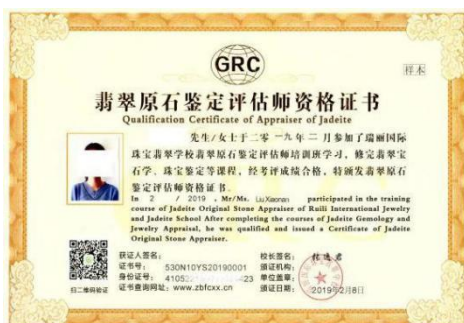 GRC
样本
翡翠原石鉴定评估师资格证书
Qualification Certificate of Appraiser of Jadeite
先生/女士于二零一九年二月参加了瑞丽国际
珠宝翡翠学校翡翠原石鉴定评估师培训班学习，修完翡翠宝
石学、珠宝鉴定等课程，经考评成绩合格，特颁发翡翠原石
鉴定评估师资格证书。
In 2 / 2019 , Mr/Ms. LiuXiaonan participated in the training
course of Jadeite Original Stone Appraiser of Ruili International Jewelry
and Jadeite School After completing the courses of Jadeite Gemology and
Jewelry Appraisal, he was qualified and issued a Certificate of Jadeite
Original Stone Appraiser.
获证人签名：
证书号： 530N10YS20190001
身份证号： 41052 23
证书查询网址：www.zbfcxx.cn
校长签名：
颁证机构：
单位盖章：
颁证日期： 2019年2月8日
扫二维码验证